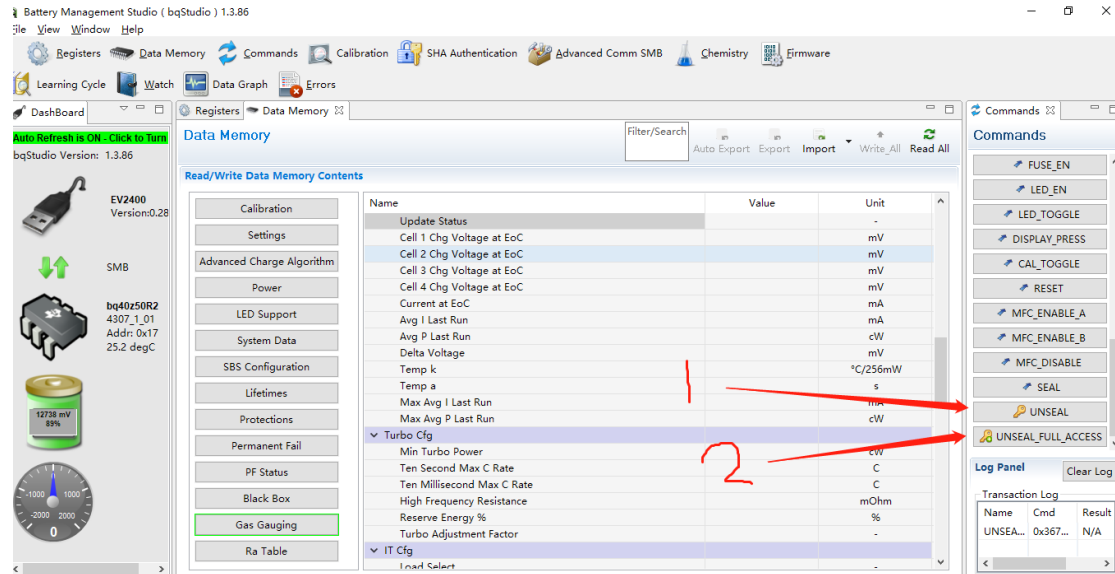 Battery Management Studio ( bqStudio ) 1.3.86
File View Window Help
Registers Data Memory Commands Calibration SHA Authentication Advanced Comm SMB Chemistry Firmware
Learning Cycle Watch Data Graph Errors
DashBoard
Auto Refresh is ON - Click to Turn
bqStudio Version: 1.3.86
EV2400
Version:0.28
SMB
bq40z50R2
4307_1_01
Addr: 0x17
25.2 degC
12738 mV
89%
-1000 1000
-2000 2000
0
Registers Data Memory
Data Memory
Filter/Search
Auto Export Export Import Write_All Read All
Read/Write Data Memory Contents
Calibration
Settings
Advanced Charge Algorithm
Power
LED Support
System Data
SBS Configuration
Lifetimes
Protections
Permanent Fail
PF Status
Black Box
Gas Gauging
Ra Table
Name Value Unit
Update Status -
Cell 1 Chg Voltage at EoC mV
Cell 2 Chg Voltage at EoC mV
Cell 3 Chg Voltage at EoC mV
Cell 4 Chg Voltage at EoC mV
Current at EoC mA
Avg I Last Run mA
Avg P Last Run cW
Delta Voltage mV
Temp k °C/256mW
Temp a s
Max Avg I Last Run mA
Max Avg P Last Run cW
Turbo Cfg
Min Turbo Power cW
Ten Second Max C Rate C
Ten Millisecond Max C Rate C
High Frequency Resistance mOhm
Reserve Energy % %
Turbo Adjustment Factor -
IT Cfg
Load Select -
1
2
Commands
Commands
FUSE_EN
LED_EN
LED_TOGGLE
DISPLAY_PRESS
CAL_TOGGLE
RESET
MFC_ENABLE_A
MFC_ENABLE_B
MFC_DISABLE
SEAL
UNSEAL
UNSEAL_FULL_ACCESS
Log Panel Clear Log
Transaction Log
Name Cmd Result
UNSEA... 0x367... N/A